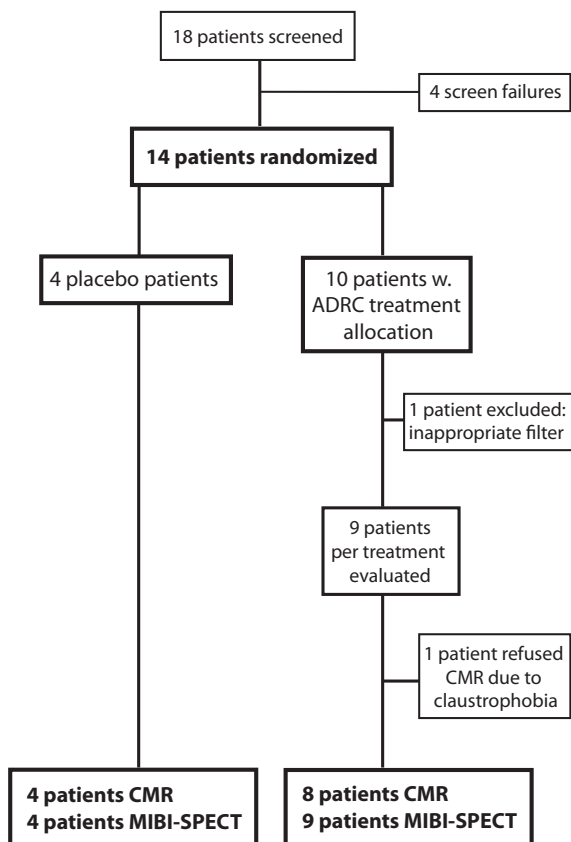 18 patients screened
4 screen failures
14 patients randomized
4 placebo patients
10 patients w.
ADRC treatment
allocation
1 patient excluded:
inappropriate filter
9 patients
per treatment
evaluated
1 patient refused
CMR due to
claustrophobia
4 patients CMR
4 patients MIBI-SPECT
8 patients CMR
9 patients MIBI-SPECT